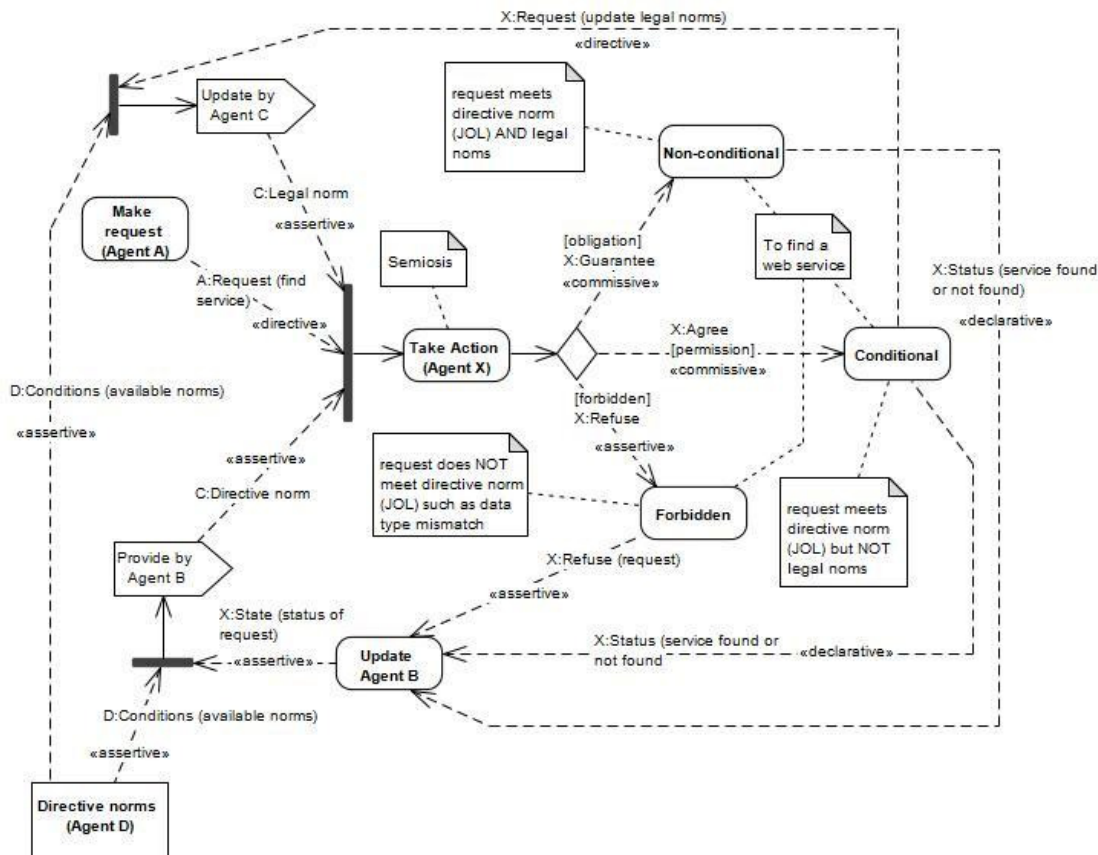 X:Request (update legal norms)
«directive»
Update by
Agent C
request meets
directive norm
(JOL) AND legal
noms
Non-conditional
C:Legal norm
«assertive»
Make
request
(Agent A)
Semiosis
To find a
web service
[obligation]
X:Guarantee
«commissive»
A:Request (find
service)
«directive»
X:Status (service found
or not found)
«declarative»
Take Action
(Agent X)
X:Agree
[permission]
«commissive»
Conditional
D:Conditions (available norms)
«assertive»
[forbidden]
X:Refuse
«assertive»
«assertive»
C:Directive norm
request does NOT
meet directive norm
(JOL) such as data
type mismatch
Forbidden
request meets
directive norm
(JOL) but NOT
legal noms
Provide by
Agent B
X:Refuse (request)
«assertive»
X:State (status of
request)
«assertive»
Update
Agent B
X:Status (service found or
not found
«declarative»
D:Conditions (available norms)
«assertive»
Directive norms
(Agent D)